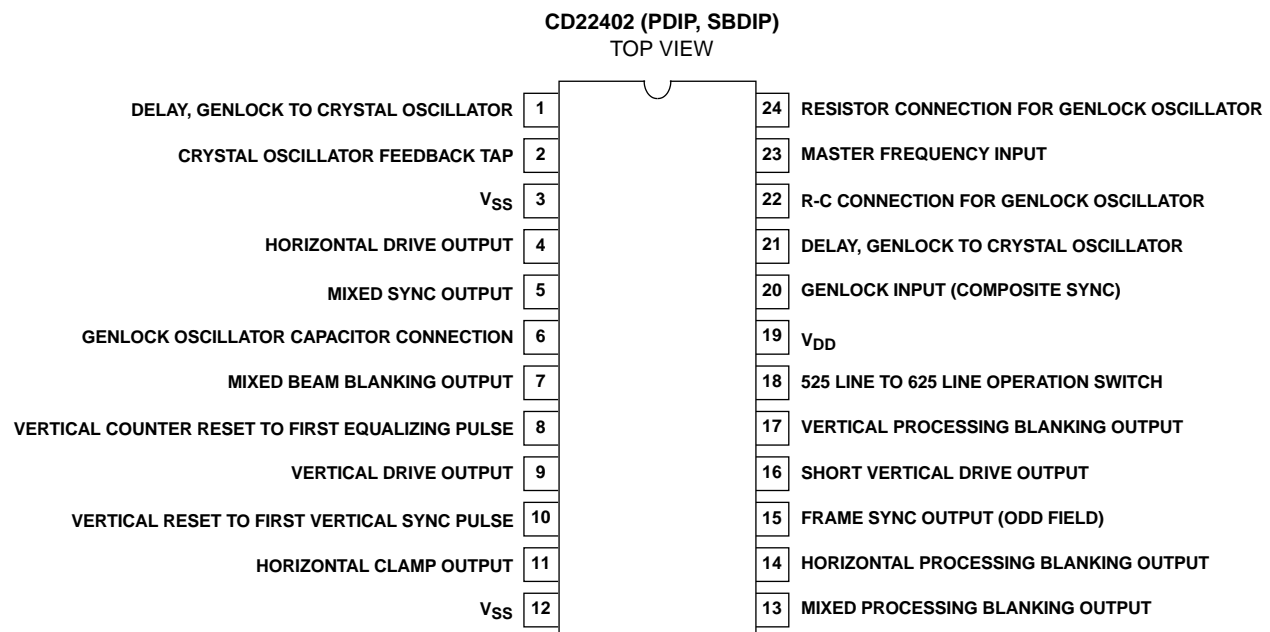 CD22402 (PDIP, SBDIP)
TOP VIEW
DELAY, GENLOCK TO CRYSTAL OSCILLATOR 1
24 RESISTOR CONNECTION FOR GENLOCK OSCILLATOR
CRYSTAL OSCILLATOR FEEDBACK TAP 2
23 MASTER FREQUENCY INPUT
VSS 3
22 R-C CONNECTION FOR GENLOCK OSCILLATOR
HORIZONTAL DRIVE OUTPUT 4
21 DELAY, GENLOCK TO CRYSTAL OSCILLATOR
MIXED SYNC OUTPUT 5
20 GENLOCK INPUT (COMPOSITE SYNC)
GENLOCK OSCILLATOR CAPACITOR CONNECTION 6
19 VDD
MIXED BEAM BLANKING OUTPUT 7
18 525 LINE TO 625 LINE OPERATION SWITCH
VERTICAL COUNTER RESET TO FIRST EQUALIZING PULSE 8
17 VERTICAL PROCESSING BLANKING OUTPUT
VERTICAL DRIVE OUTPUT 9
16 SHORT VERTICAL DRIVE OUTPUT
VERTICAL RESET TO FIRST VERTICAL SYNC PULSE 10
15 FRAME SYNC OUTPUT (ODD FIELD)
HORIZONTAL CLAMP OUTPUT 11
14 HORIZONTAL PROCESSING BLANKING OUTPUT
VSS 12
13 MIXED PROCESSING BLANKING OUTPUT